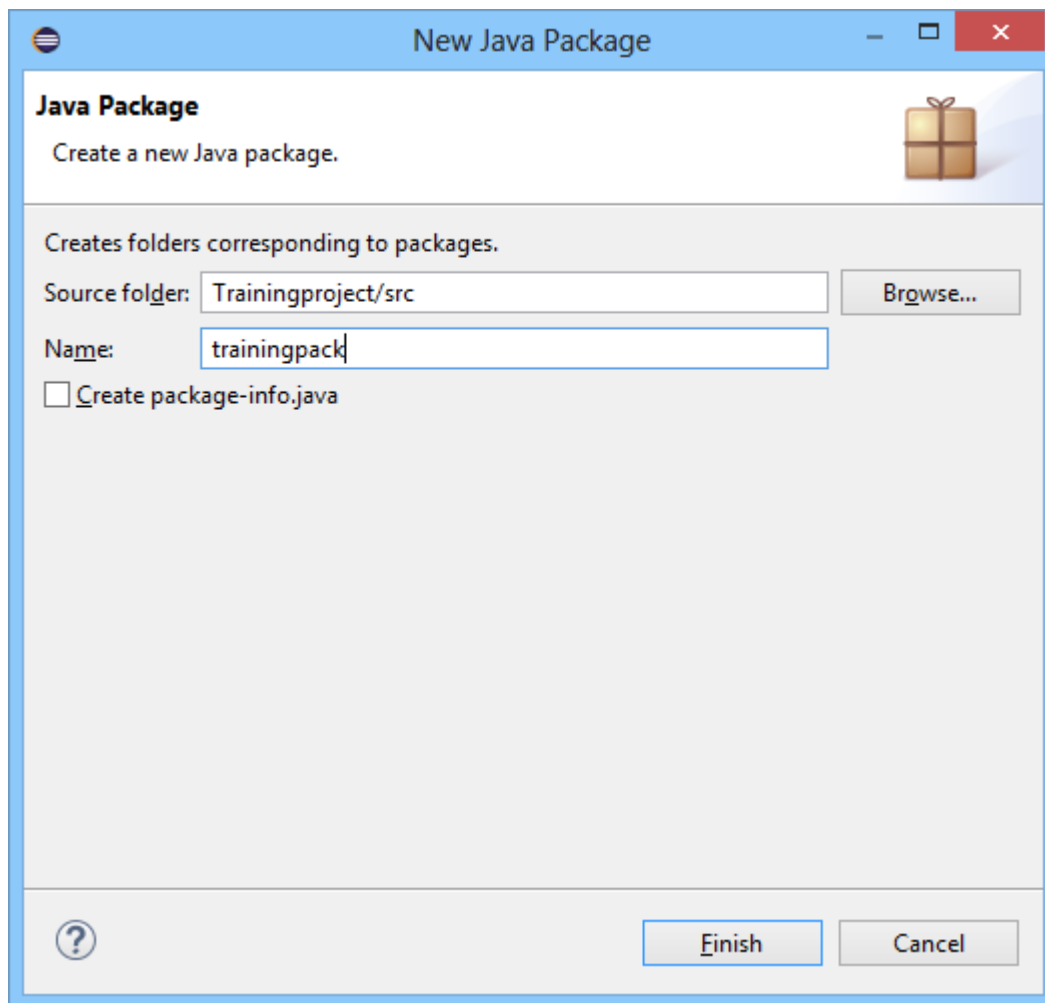 New Java Package
Java Package
Create a new Java package.
Creates folders corresponding to packages.
Source folder: Trainingproject/src Browse...
Name: trainingpack
Create package-info.java
Finish Cancel